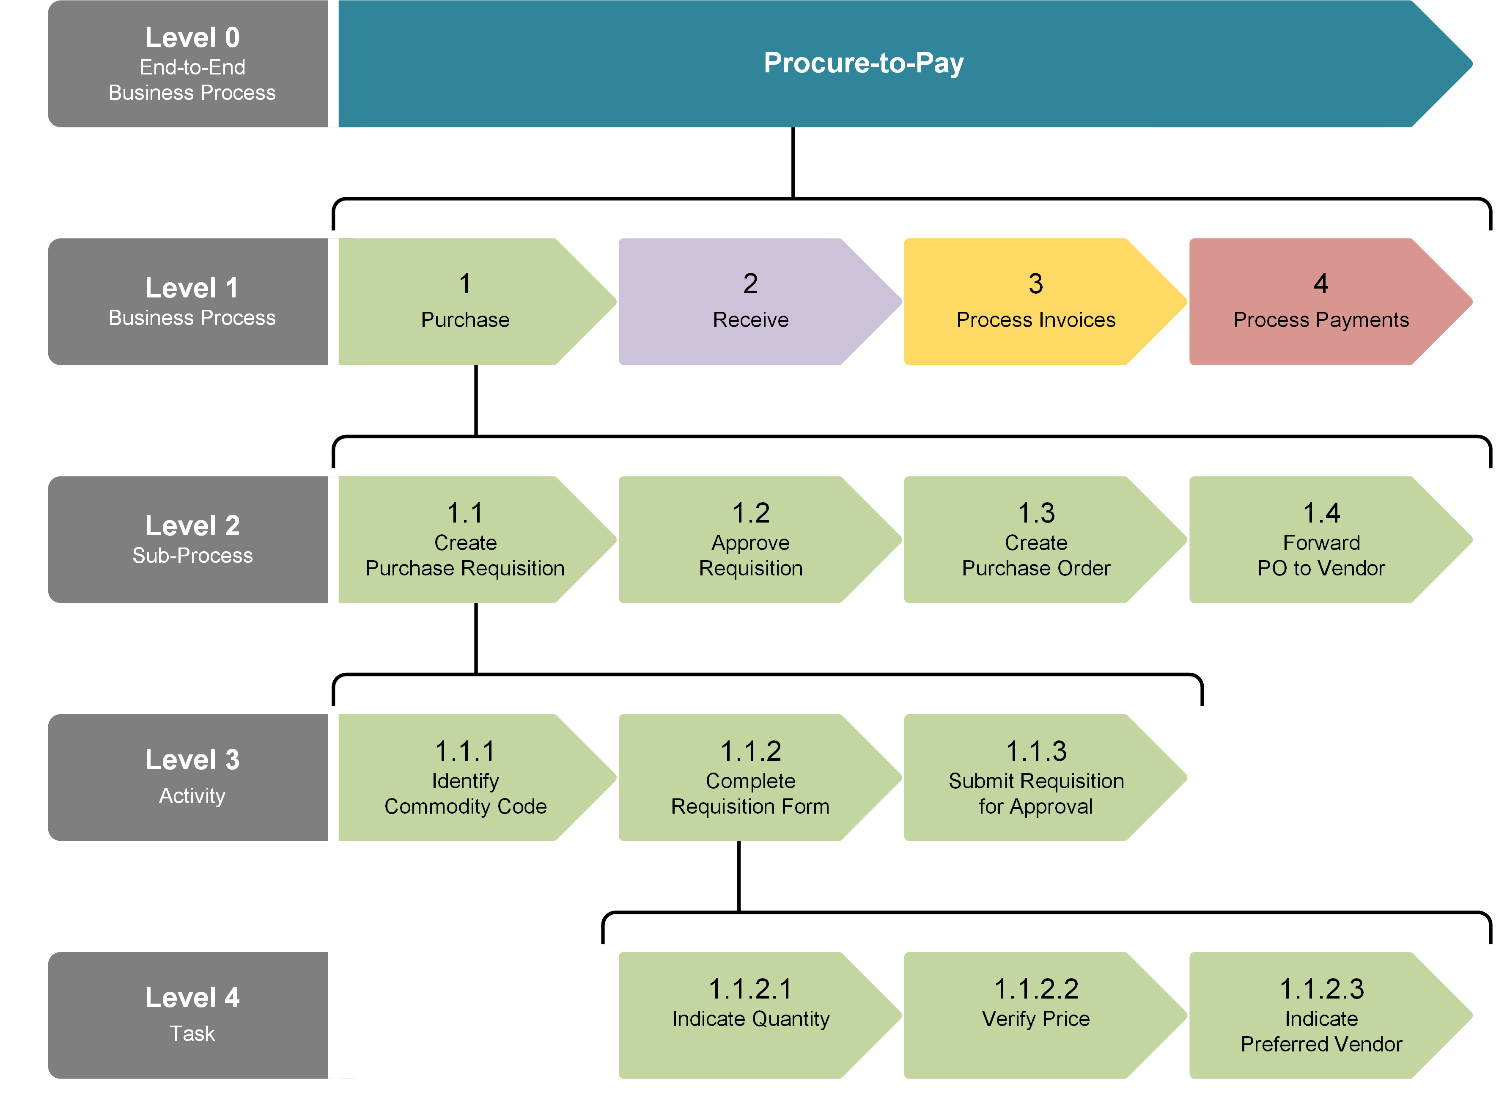 Level 0
End-to-End
Business Process
Procure-to-Pay
Level 1
Business Process
1
Purchase
2
Receive
3
Process Invoices
4
Process Payments
Level 2
Sub-Process
1.1
Create
Purchase Requisition
1.2
Approve
Requisition
1.3
Create
Purchase Order
1.4
Forward
PO to Vendor
Level 3
Activity
1.1.1
Identify
Commodity Code
1.1.2
Complete
Requisition Form
1.1.3
Submit Requisition
for Approval
Level 4
Task
1.1.2.1
Indicate Quantity
1.1.2.2
Verify Price
1.1.2.3
Indicate
Preferred Vendor